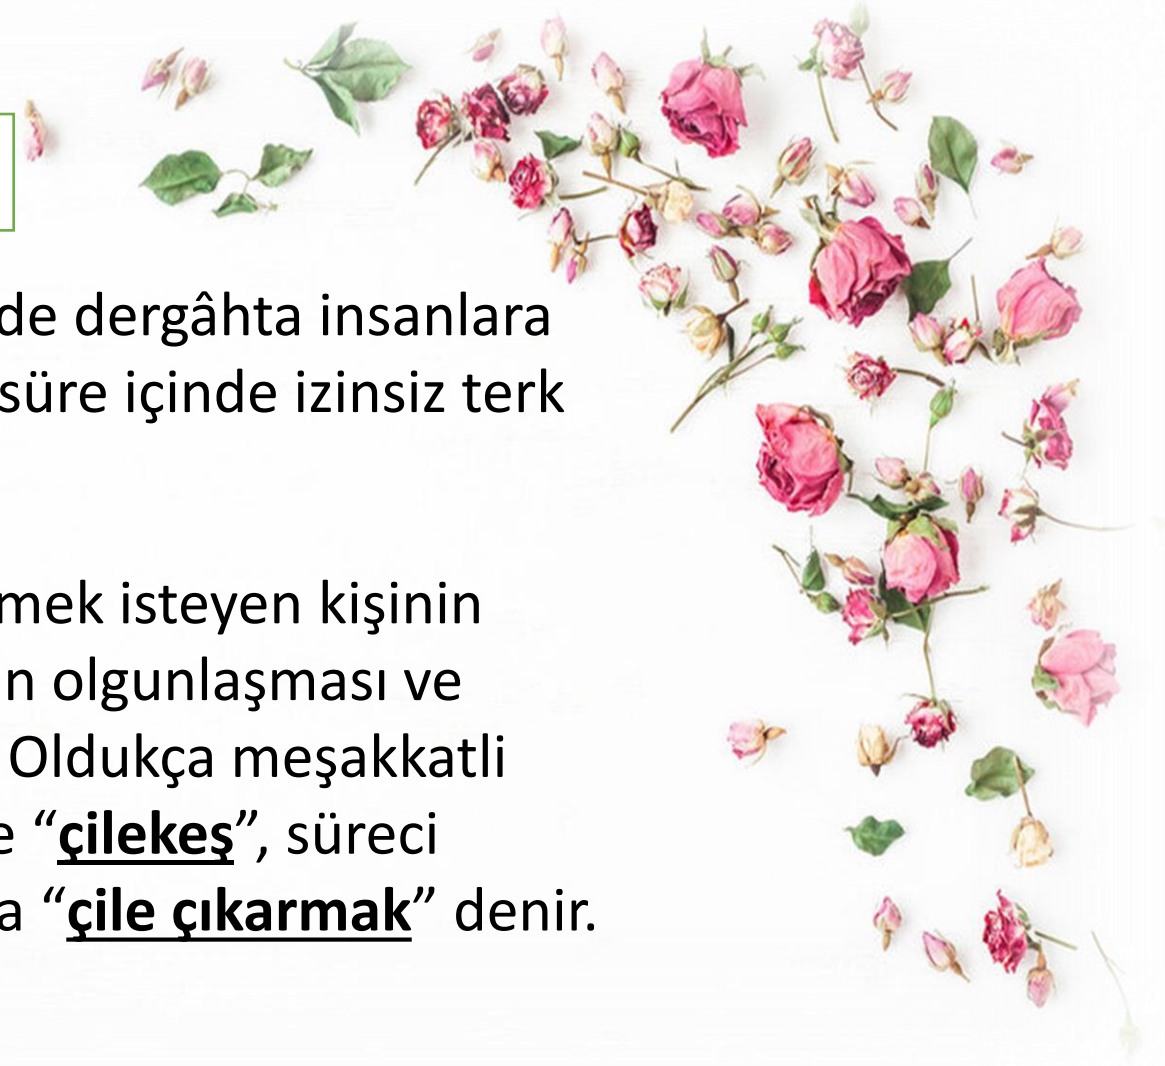 de dergâhta insanlara
süre içinde izinsiz terk
mek isteyen kişinin
n olgunlaşması ve
Oldukça meşakkatli
e “çilekeş”, süreci
a “çile çıkarmak” denir.